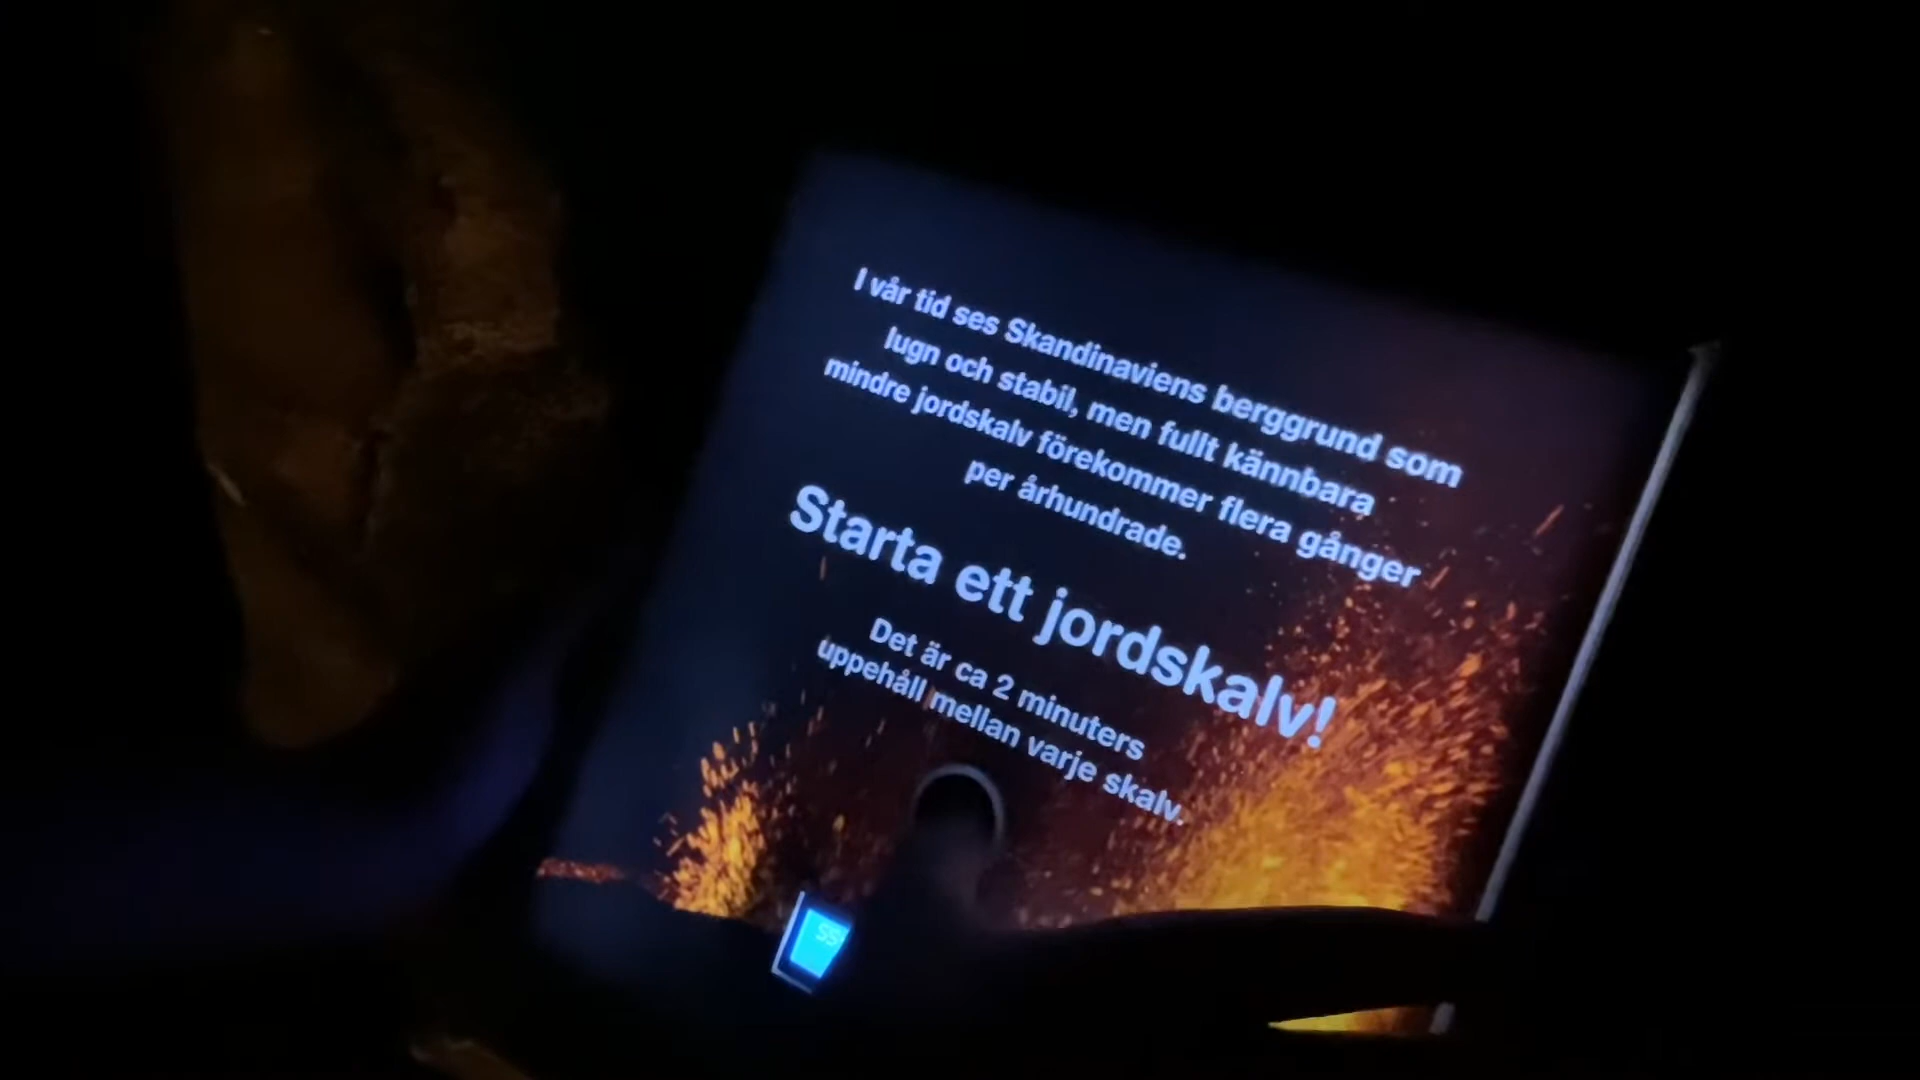 I vår tid ses Skandinaviens berggrund som
lugn och stabil, men fullt kännbara
mindre jordskalv förekommer flera gånger
per århundrade.
Starta ett jordskalv!
Det är ca 2 minuters
uppehåll mellan varje skalv.